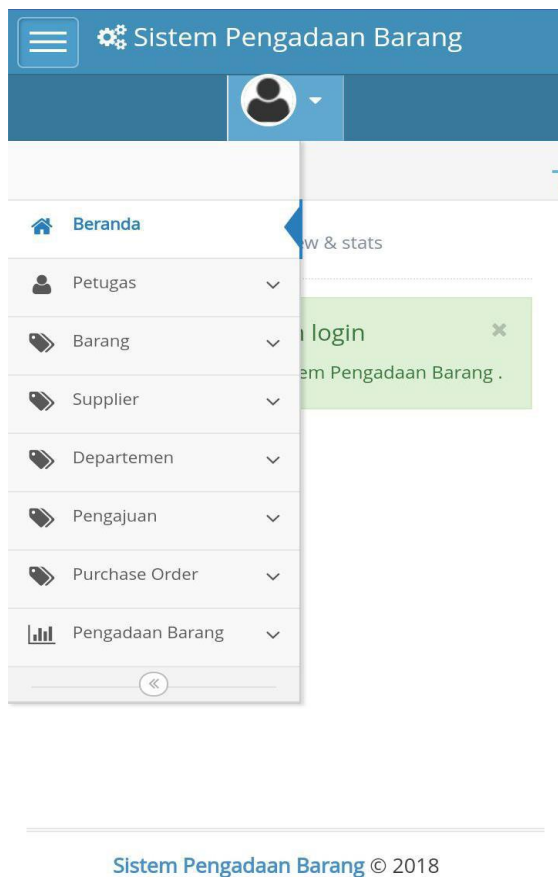 Sistem Pengadaan Barang
Beranda
w & stats
Petugas
Barang
login
em Pengadaan Barang .
Supplier
Departemen
Pengajuan
Purchase Order
Pengadaan Barang
Sistem Pengadaan Barang © 2018